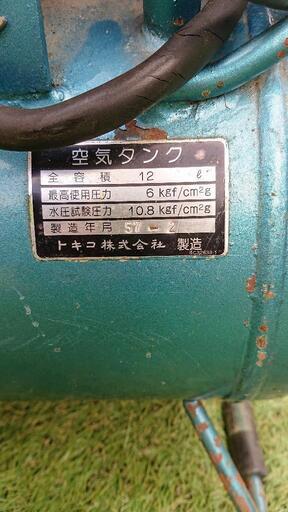 空気タンク
全容積 12 ℓ
最高使用圧力 6 kgf/cm²g
水圧試験圧力 10.8 kgf/cm²g
製造年月 57-2
トキコ株式会社 製造